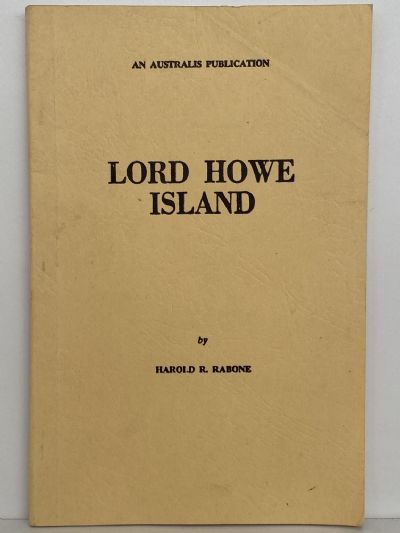 AN AUSTRALIS PUBLICATION
LORD HOWE
ISLAND
by
HAROLD R. RABONE